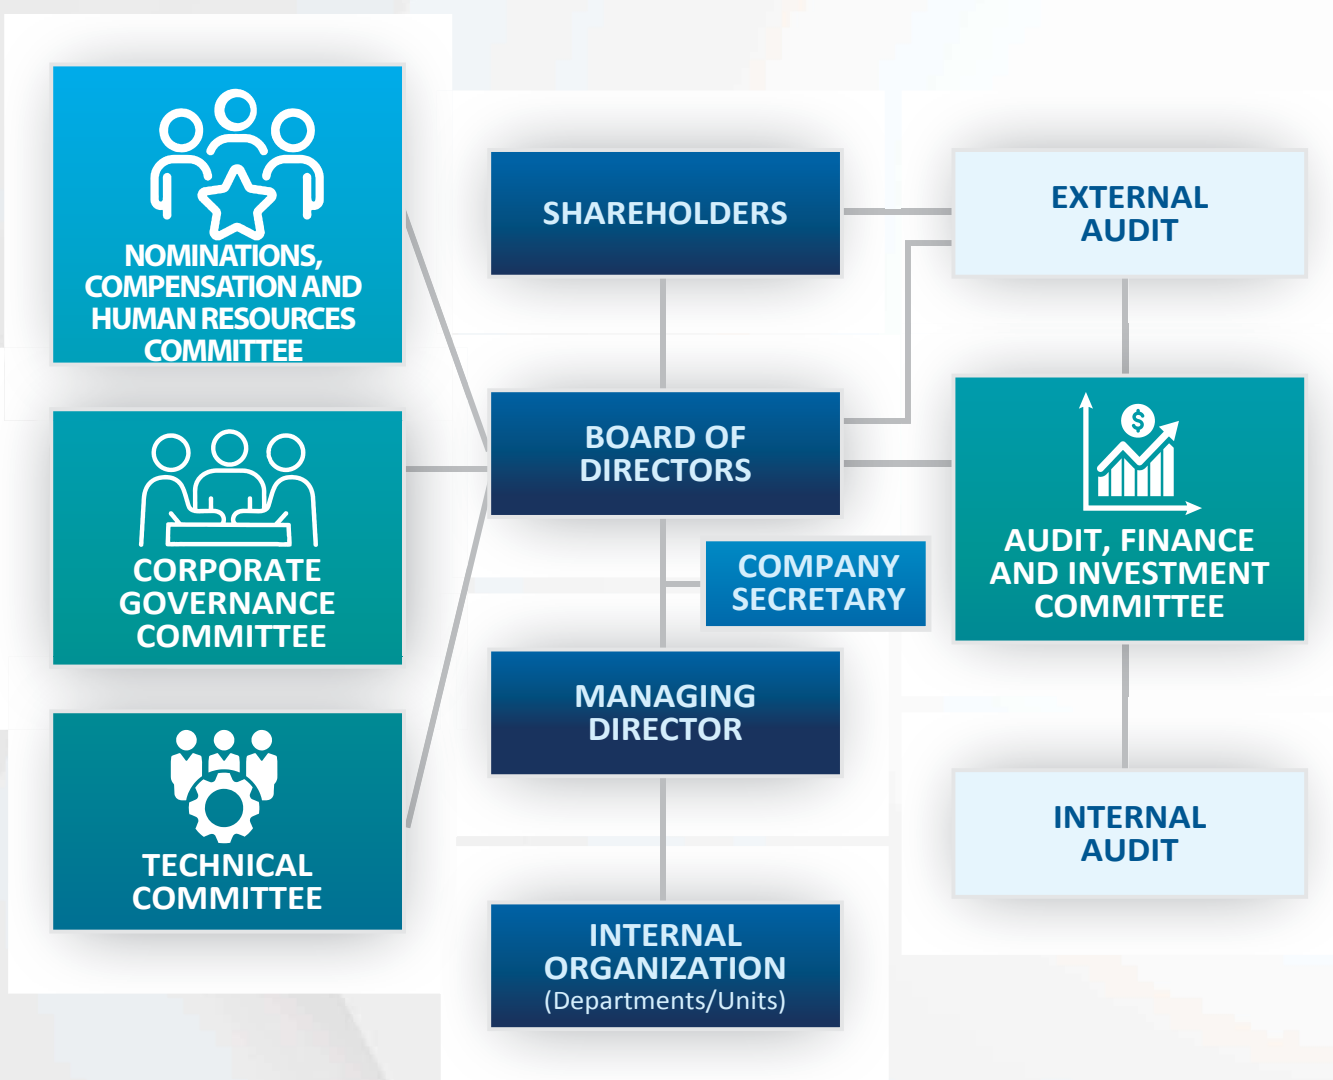 NOMINATIONS,
COMPENSATION AND
HUMAN RESOURCES
COMMITTEE
CORPORATE
GOVERNANCE
COMMITTEE
TECHNICAL
COMMITTEE
SHAREHOLDERS
BOARD OF
DIRECTORS
COMPANY
SECRETARY
MANAGING
DIRECTOR
INTERNAL
ORGANIZATION
(Departments/Units)
EXTERNAL
AUDIT
$
AUDIT, FINANCE
AND INVESTMENT
COMMITTEE
INTERNAL
AUDIT